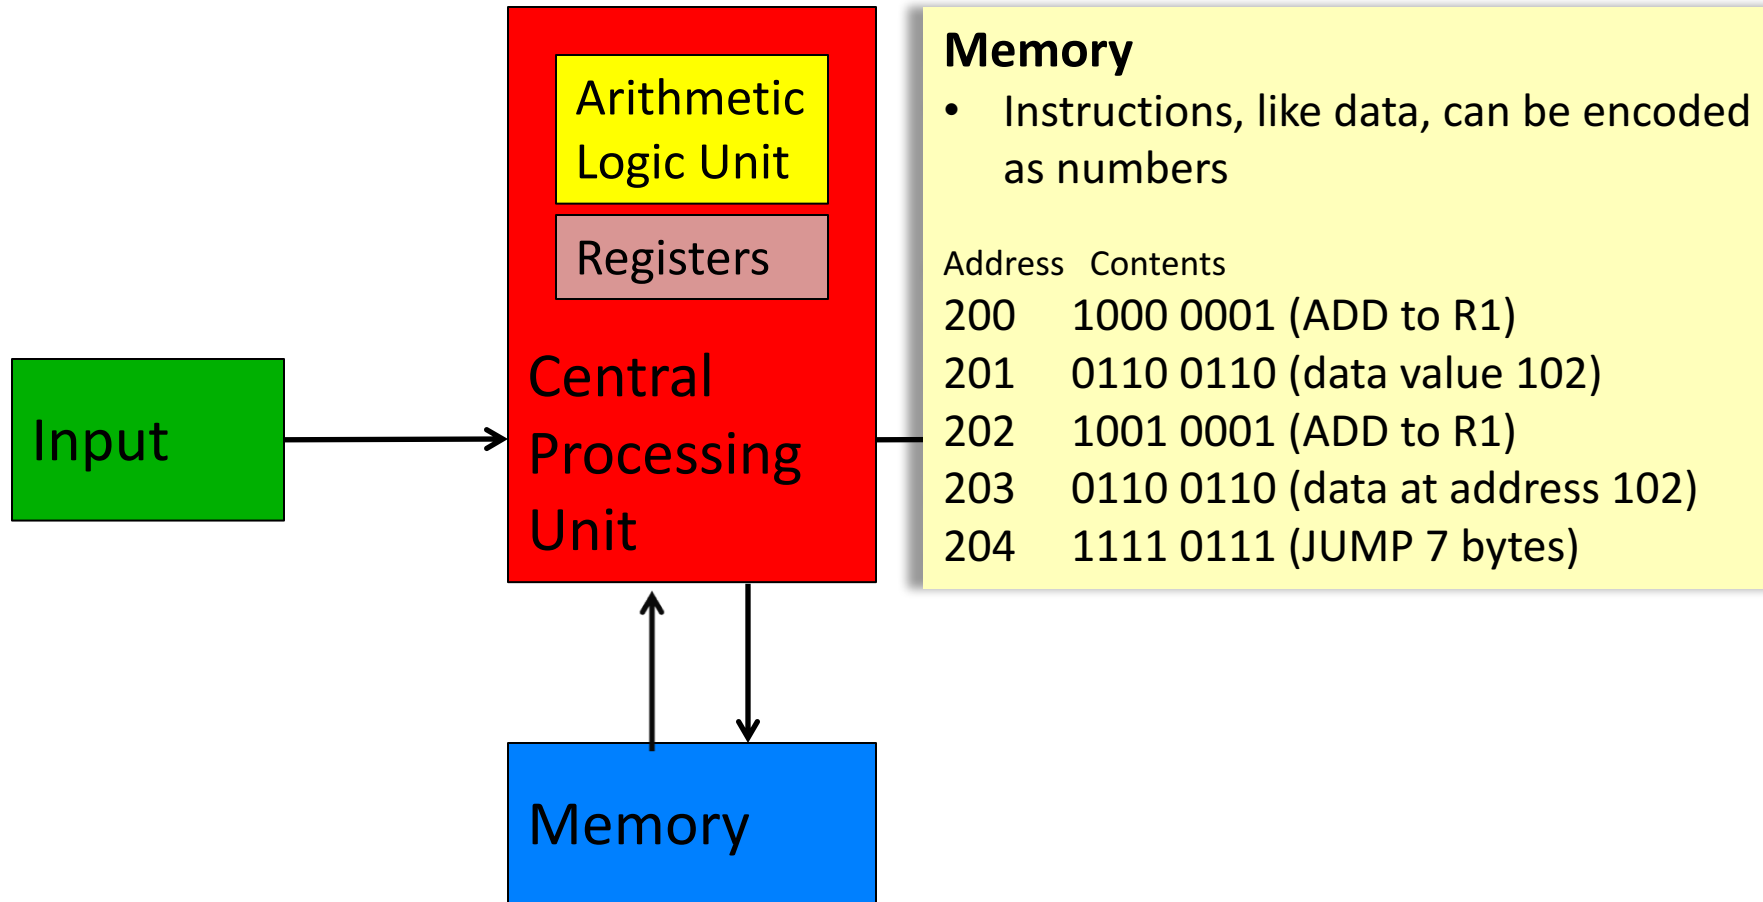 Arithmetic
Logic Unit
Registers
Central
Processing
Unit
Input
Memory
Memory
• Instructions, like data, can be encoded
as numbers
Address Contents
200 1000 0001 (ADD to R1)
201 0110 0110 (data value 102)
202 1001 0001 (ADD to R1)
203 0110 0110 (data at address 102)
204 1111 0111 (JUMP 7 bytes)